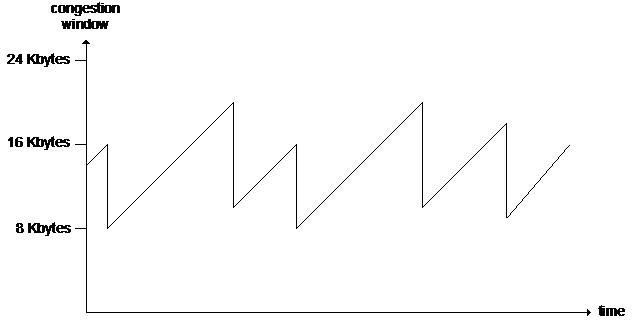 congestion
window
24 Kbytes
16 Kbytes
8 Kbytes
time